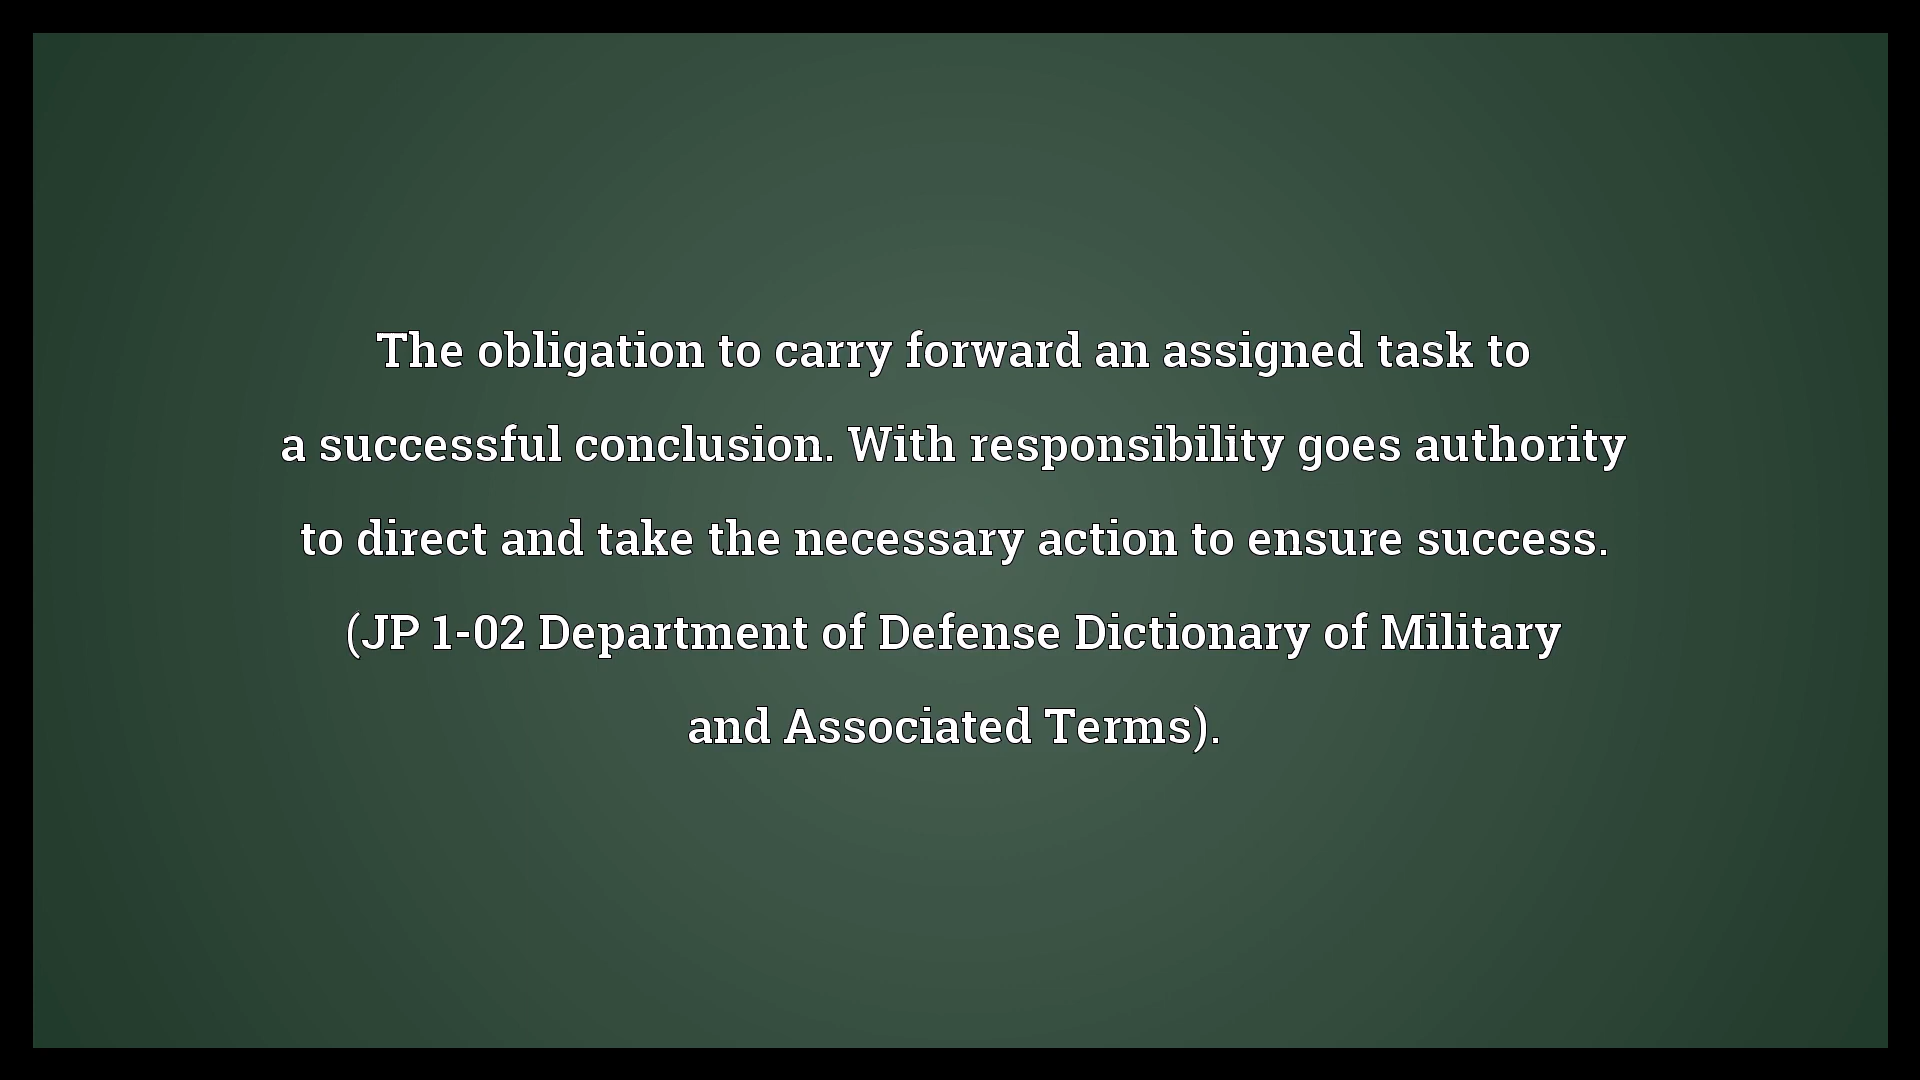 The obligation to carry forward an assigned task to
a successful conclusion. With responsibility goes authority
to direct and take the necessary action to ensure success.
(JP 1-02 Department of Defense Dictionary of Military
and Associated Terms).